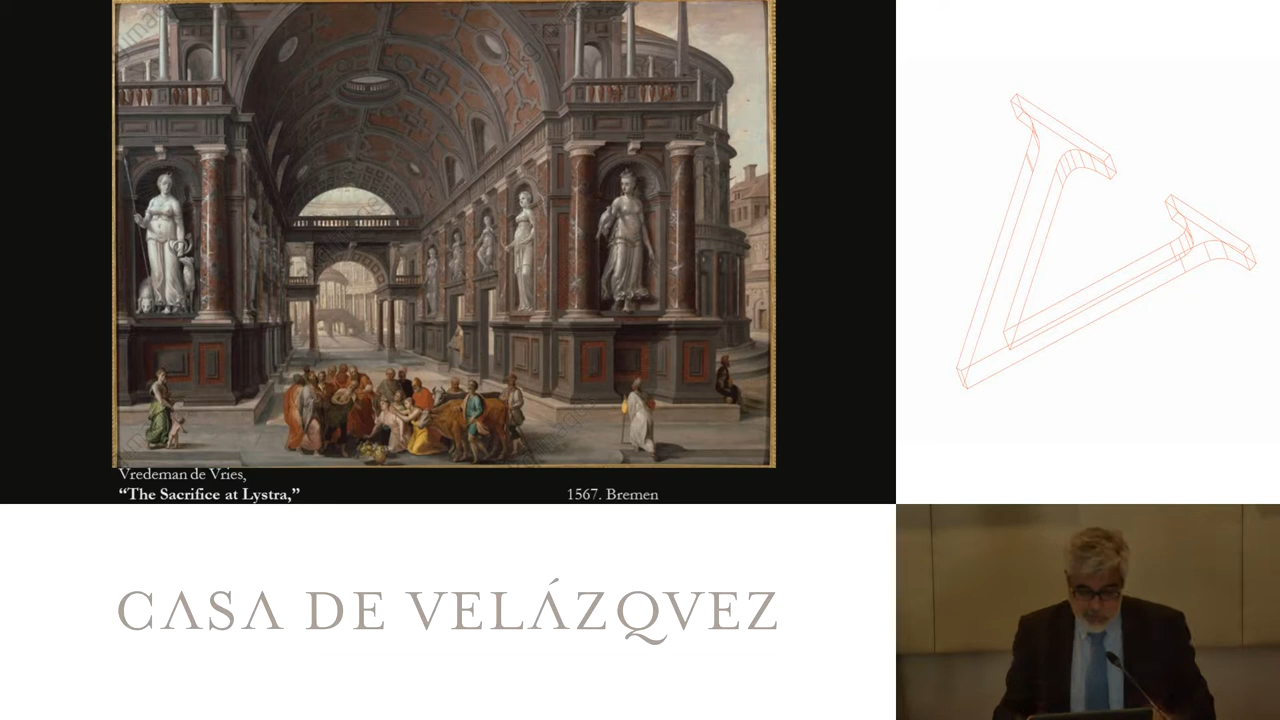 Vredeman de Vries,
“The Sacrifice at Lystra,” 1567. Bremen
CASA DE VELÁZQVEZ